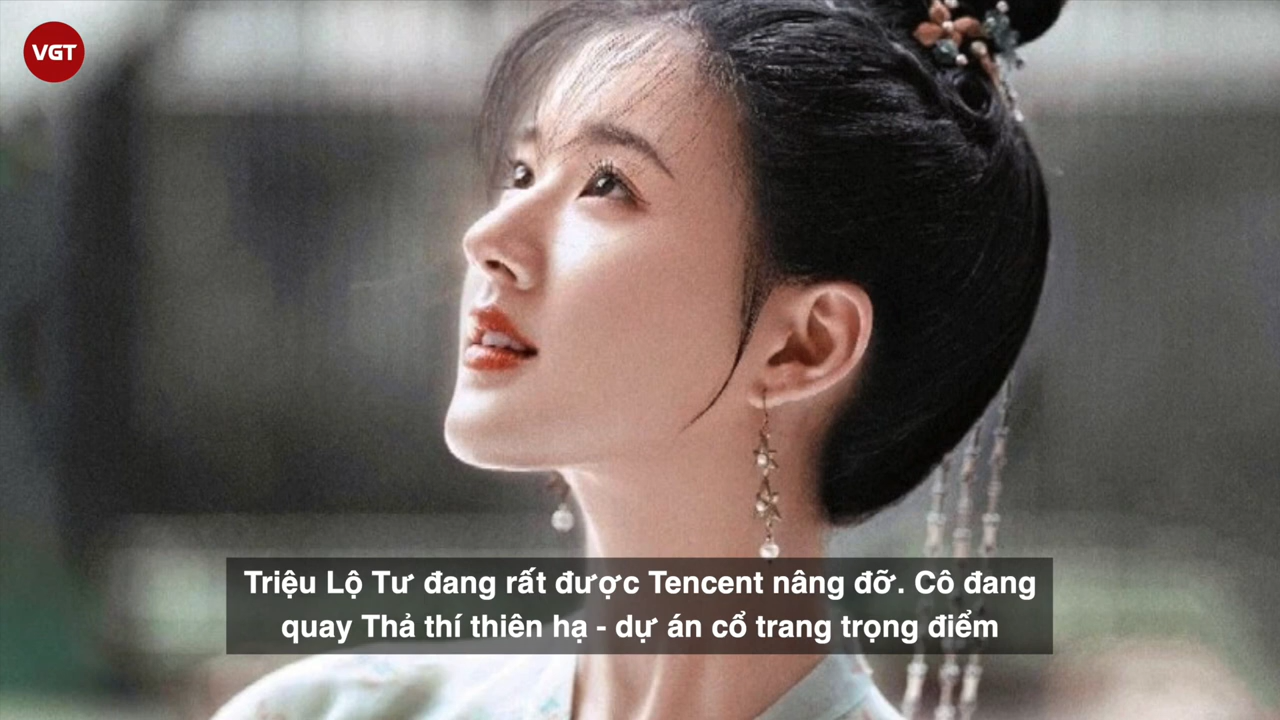 VGT
Triệu Lộ Tư đang rất được Tencent nâng đỡ. Cô đang
quay Thả thí thiên hạ - dự án cổ trang trọng điểm